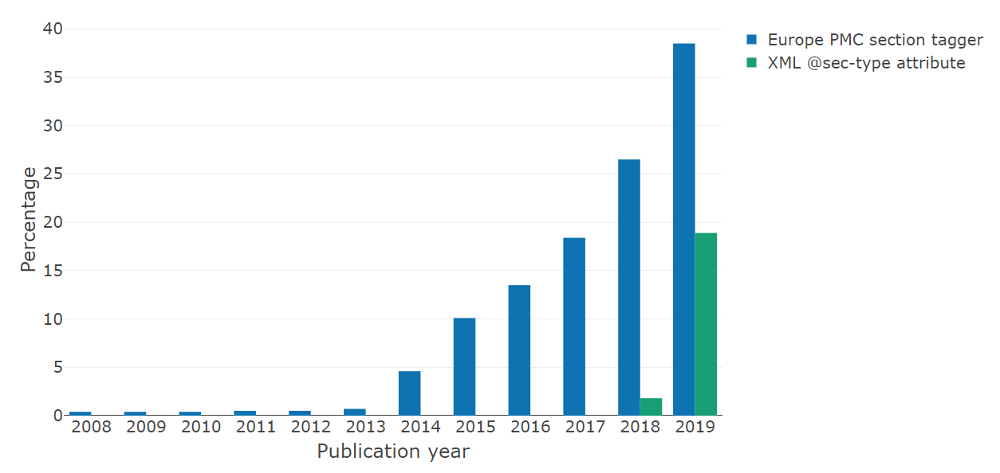 40
35
30
25
20
15
10
5
0
Percentage
2008 2009 2010 2011 2012 2013 2014 2015 2016 2017 2018 2019
Publication year
Europe PMC section tagger
XML @sec-type attribute